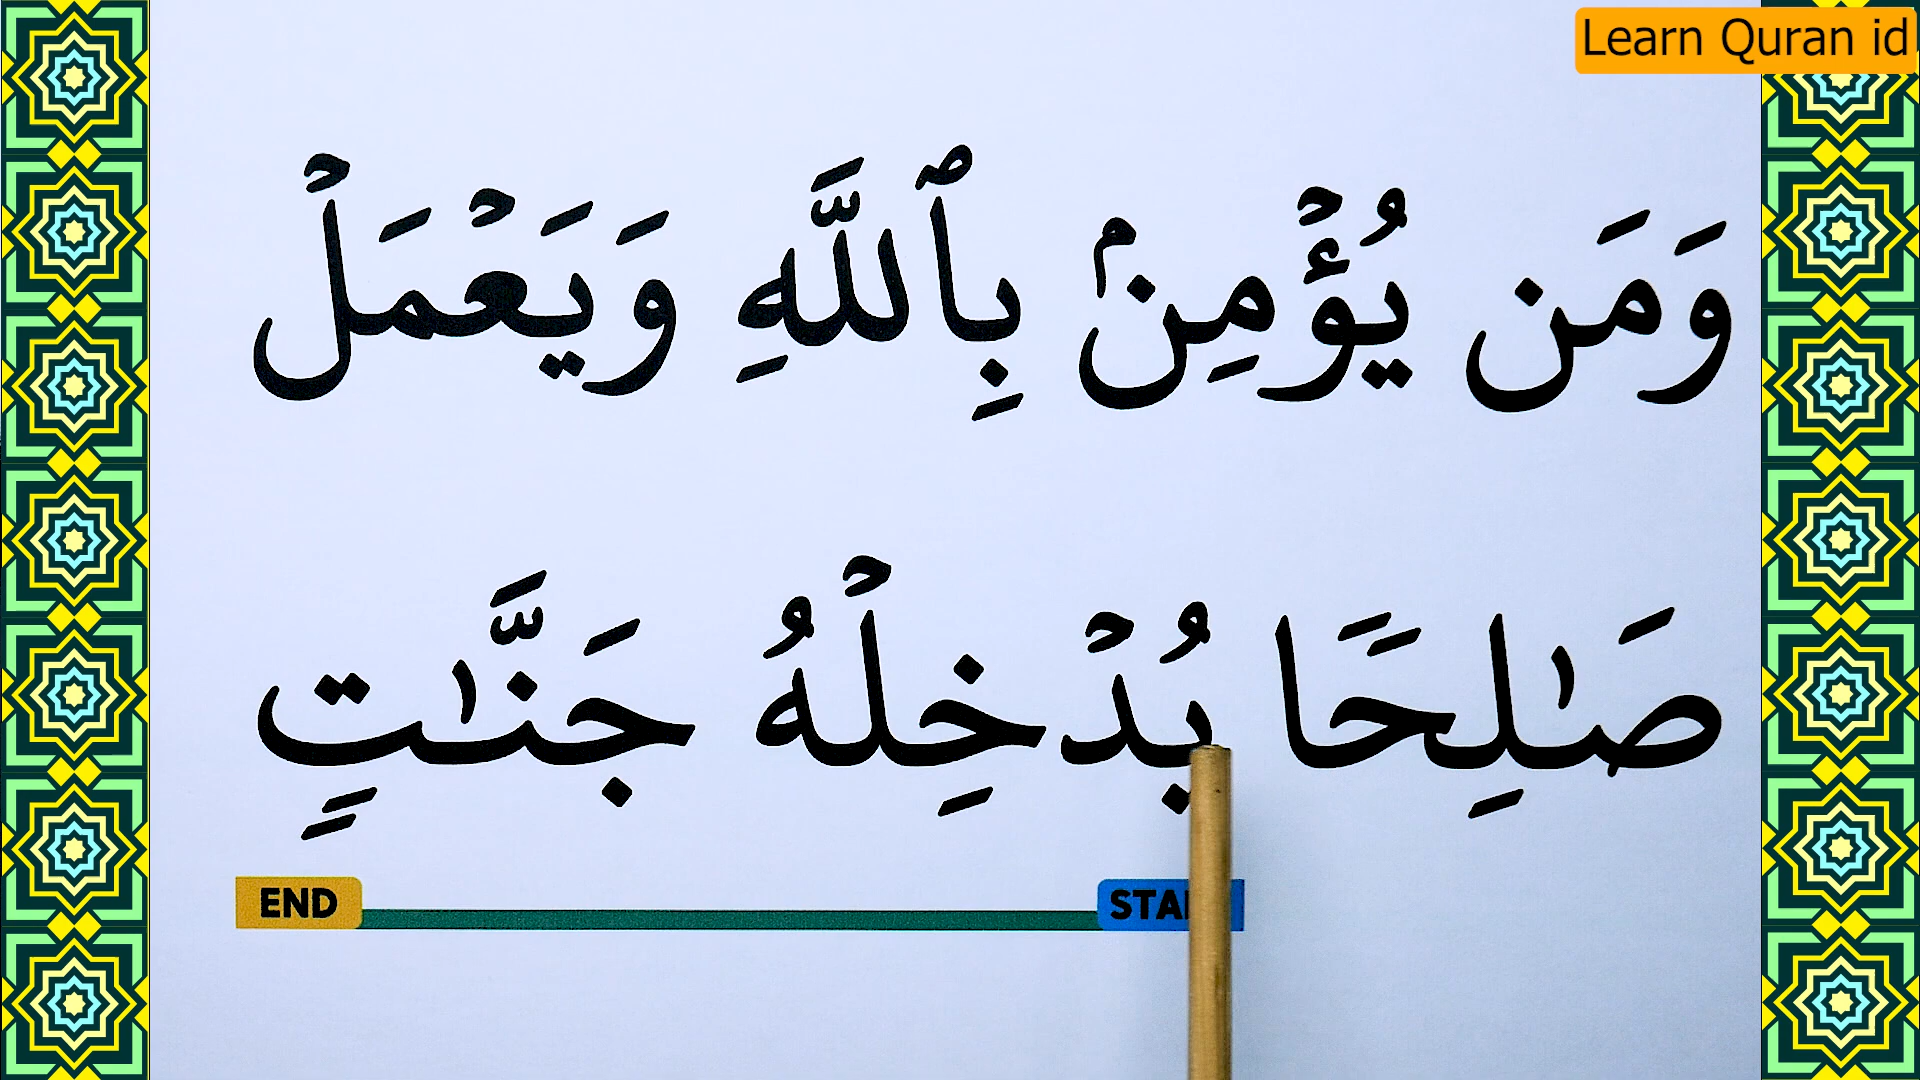 Learn Quran id
وَمَن يُؤۡمِنۢ بِٱللَّهِ وَيَعۡمَلۡ
صَٰلِحٗا يُدۡخِلۡهُ جَنَّٰتٖ
END